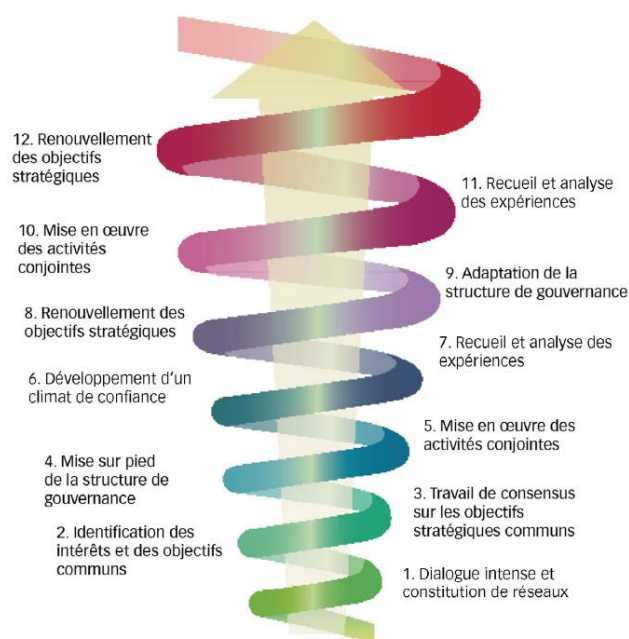 12. Renouvellement
des objectifs
stratégiques
11. Recueil et analyse
des expériences
10. Mise en œuvre
des activités
conjointes
9. Adaptation de la
structure de gouvernance
8. Renouvellement des
objectifs stratégiques
7. Recueil et analyse des
expériences
6. Développement d'un
climat de confiance
5. Mise en œuvre des
activités conjointes
4. Mise sur pied
de la structure de
gouvernance
3. Travail de consensus
sur les objectifs
stratégiques communs
2. Identification des
intérêts et des objectifs
communs
1. Dialogue intense et
constitution de réseaux